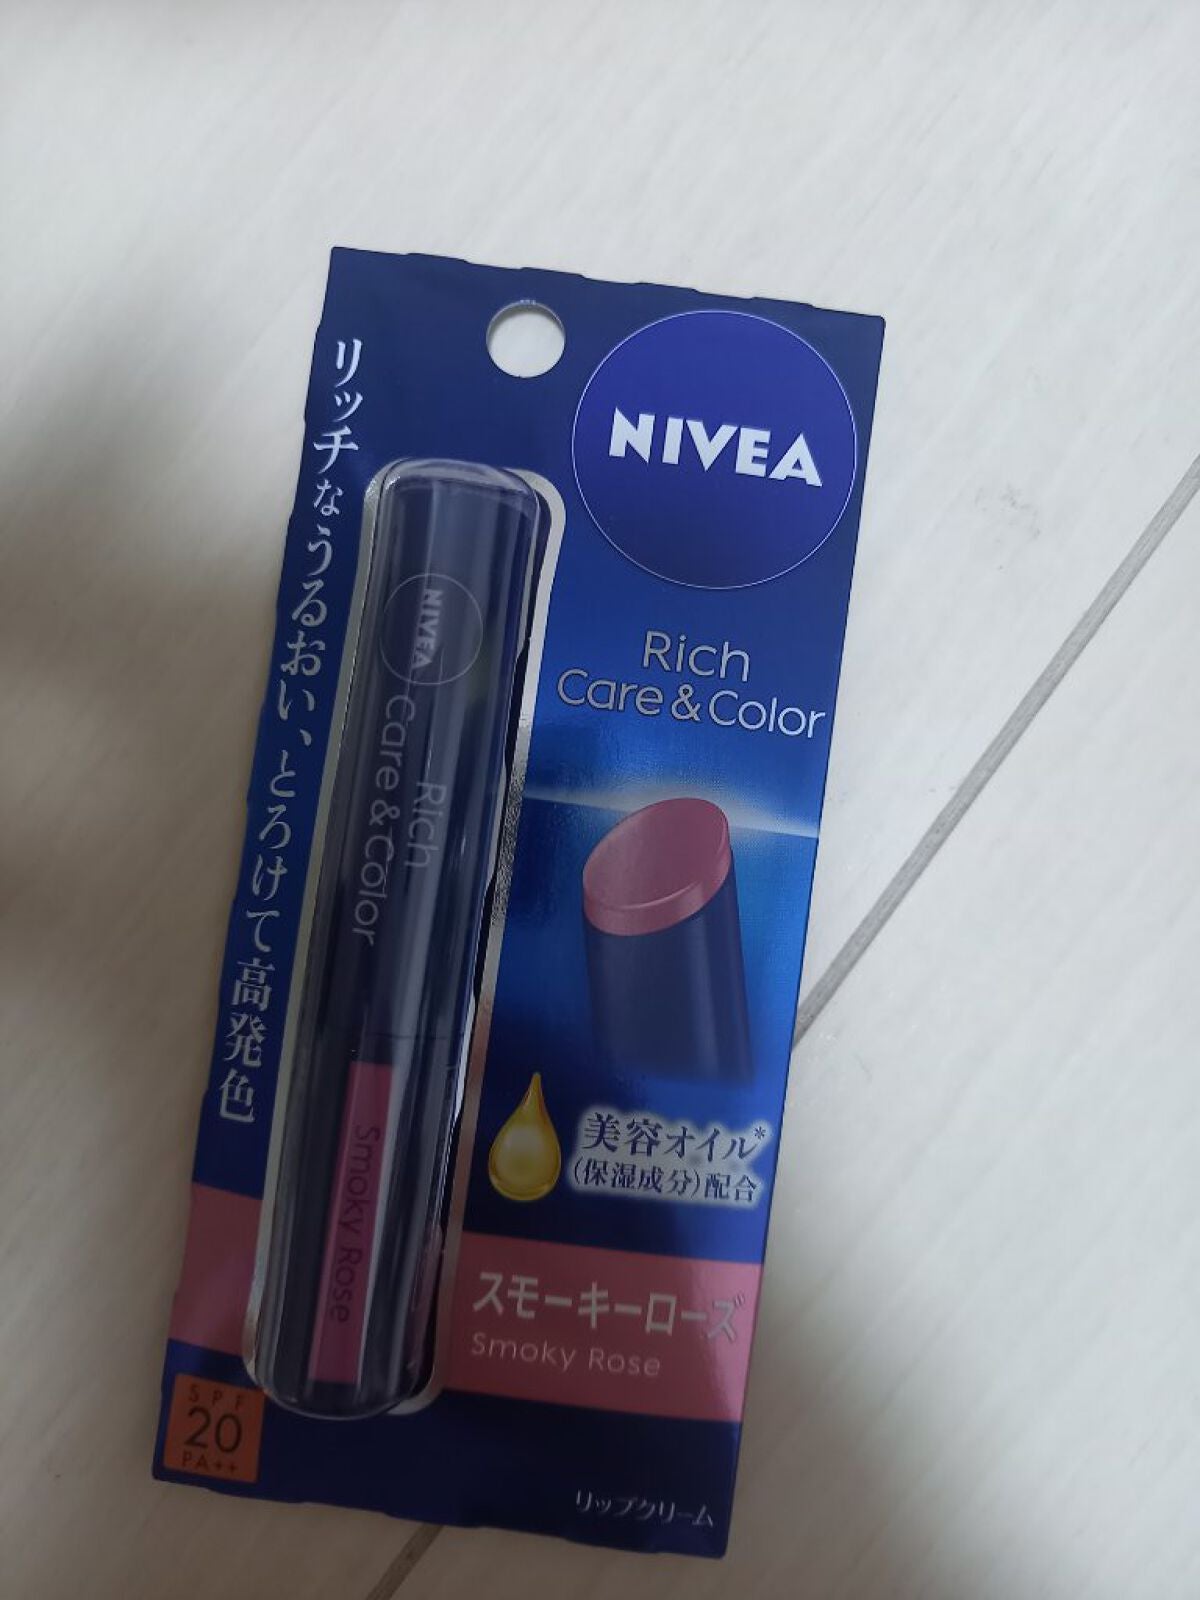 NIVEA
Rich
Care & Color
リッチなうるおい、とろけて高発色
NIVEA
Rich
Care & Color
Smoky Rose
美容オイル*
(保湿成分)配合
スモーキーローズ
Smoky Rose
SPF
20
PA++
リップクリーム